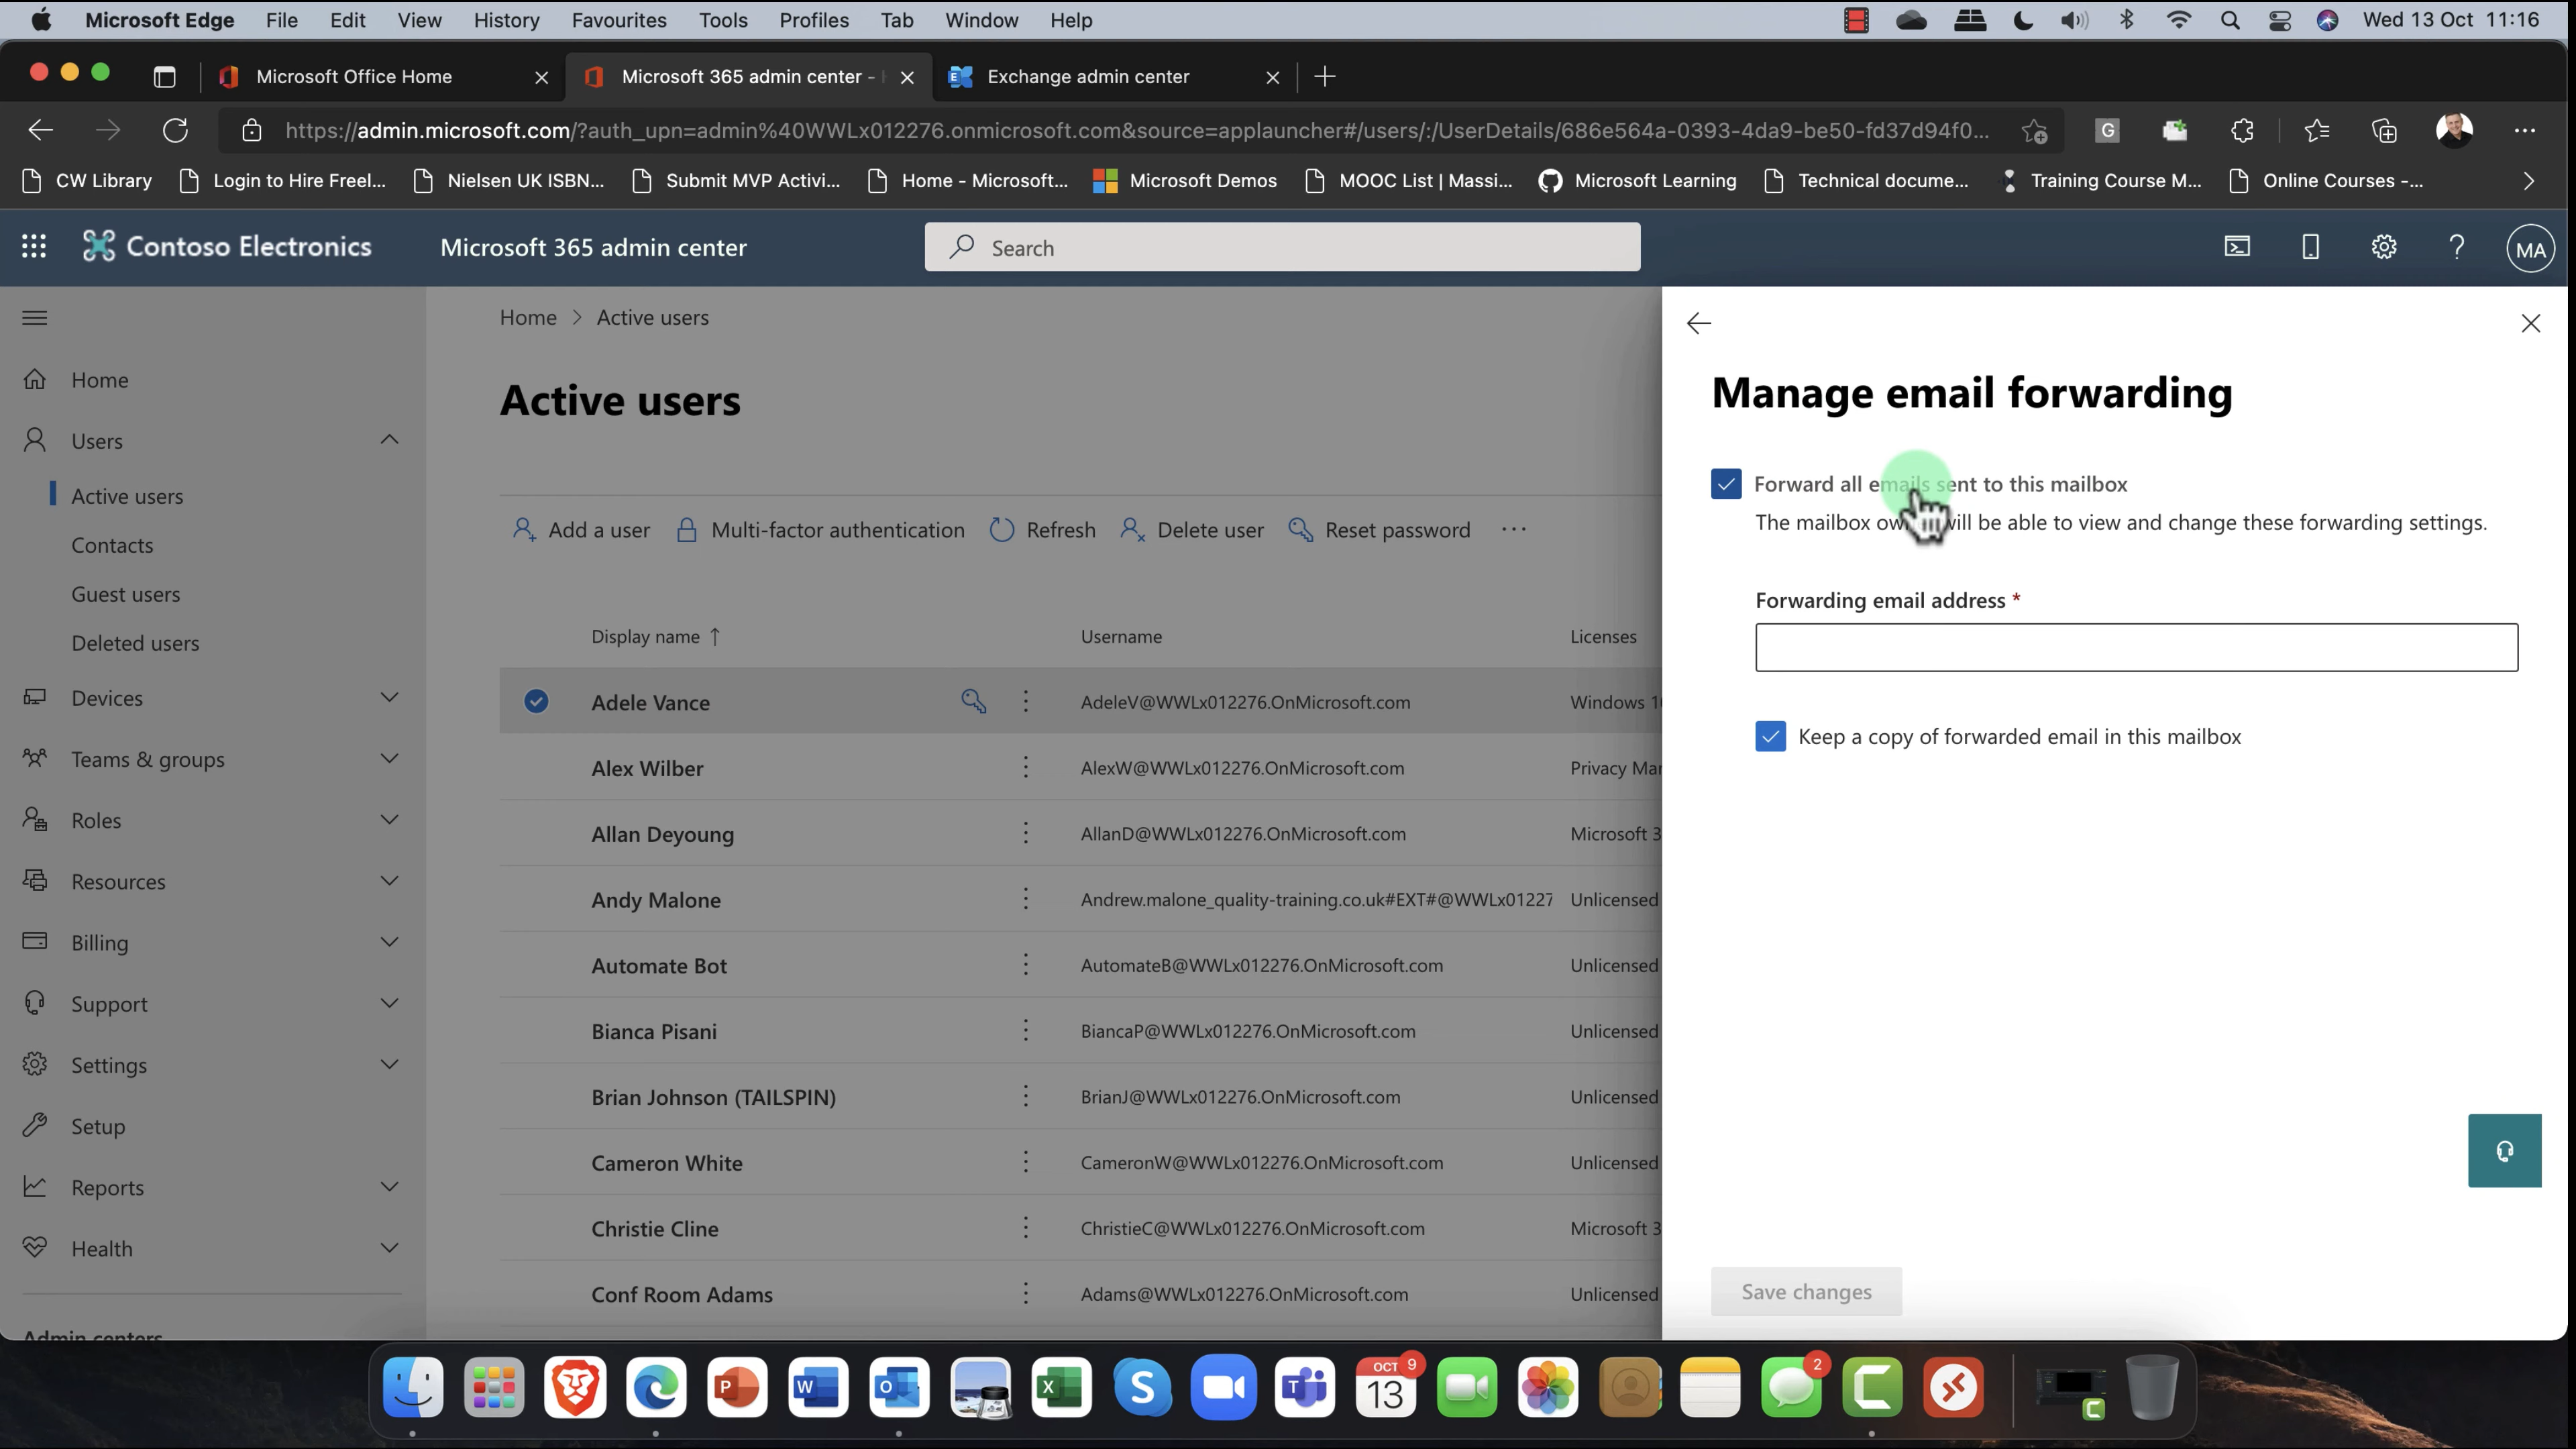 Microsoft Edge File Edit View History Favourites Tools Profiles Tab Window Help Wed 13 Oct 11:16
Microsoft Office Home Microsoft 365 admin center - Exchange admin center
https://admin.microsoft.com/?auth_upn=admin%40WWLx012276.onmicrosoft.com&source=applauncher#/users/:/UserDetails/686e564a-0393-4da9-be50-fd37d94f0... G
CW Library Login to Hire Freel... Nielsen UK ISBN... Submit MVP Activi... Home - Microsoft... Microsoft Demos MOOC List | Massi... Microsoft Learning Technical docume... Training Course M... Online Courses -...
Contoso Electronics Microsoft 365 admin center Search MA
Home
Users
Active users
Contacts
Guest users
Deleted users
Devices
Teams & groups
Roles
Resources
Billing
Support
Settings
Setup
Reports
Health
Admin centers
Home > Active users
Active users
Add a user Multi-factor authentication Refresh Delete user Reset password
Display name ↑ Username Licenses
Adele Vance AdeleV@WWLx012276.OnMicrosoft.com Windows 1
Alex Wilber AlexW@WWLx012276.OnMicrosoft.com Privacy Ma
Allan Deyoung AllanD@WWLx012276.OnMicrosoft.com Microsoft 3
Andy Malone Andrew.malone_quality-training.co.uk#EXT#@WWLx01227 Unlicensed
Automate Bot AutomateB@WWLx012276.OnMicrosoft.com Unlicensed
Bianca Pisani BiancaP@WWLx012276.OnMicrosoft.com Unlicensed
Brian Johnson (TAILSPIN) BrianJ@WWLx012276.OnMicrosoft.com Unlicensed
Cameron White CameronW@WWLx012276.OnMicrosoft.com Unlicensed
Christie Cline ChristieC@WWLx012276.OnMicrosoft.com Microsoft 3
Conf Room Adams Adams@WWLx012276.OnMicrosoft.com Unlicensed
Manage email forwarding
Forward all emails sent to this mailbox
The mailbox ow will be able to view and change these forwarding settings.
Forwarding email address *
Keep a copy of forwarded email in this mailbox
Save changes
P W O X S T OCT 9 13 2 C C